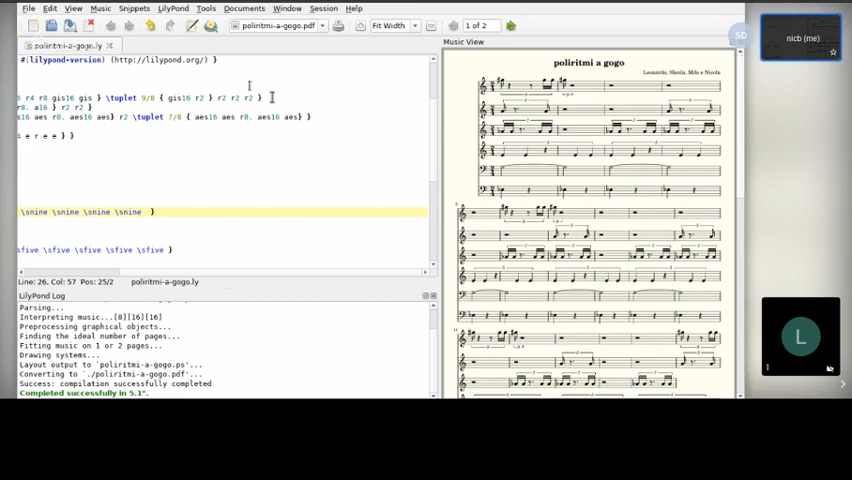 File Edit View Music Snippets LilyPond Tools Documents Window Session Help
poliritmi-a-gogo.pdf Fit Width 1 of 2
poliritmi-a-gogo.ly
#(lilypond-version) (http://lilypond.org/) }
r4 r8 gis16 gis } \tuplet 9/8 { gis16 r2 } r2 r2 r2 }
r8. a16 } r2 r2 }
16 aes r8. aes16 aes} r2 \tuplet 7/8 { aes16 aes r8. aes16 aes} }
e r e e } }
\snine \snine \snine \snine }
sfive \sfive \sfive \sfive \sfive }
Line: 26, Col: 57 Pos: 25/2 poliritmi-a-gogo.ly
LilyPond Log
Parsing...
Interpreting music...[8][16][16]
Preprocessing graphical objects...
Finding the ideal number of pages...
Fitting music on 1 or 2 pages...
Drawing systems...
Layout output to `poliritmi-a-gogo.ps'...
Converting to `./poliritmi-a-gogo.pdf'...
Success: compilation successfully completed
Completed successfully in 5.1".
Music View
poliritmi a gogo
Leonardo, Sheila, Milo e Nicola
SD
nicb (me)
L